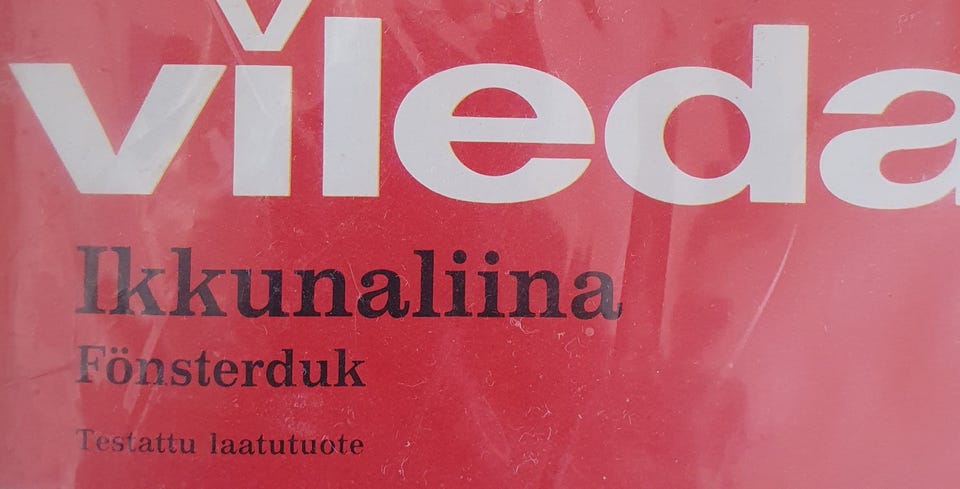 vileda
Ikkunaliina
Fönsterduk
Testattu laatutuote